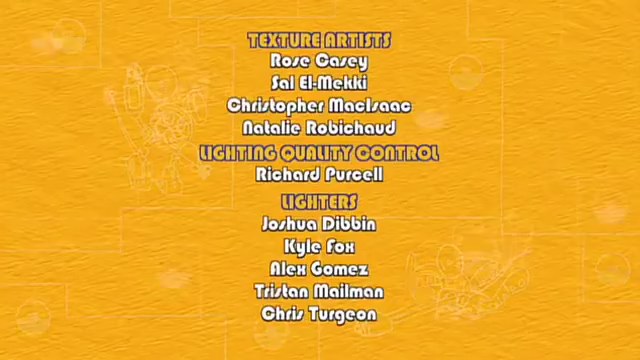 TEXTURE ARTISTS
Rose Casey
Sal El-Mekki
Christopher MacIsaac
Natalie Robichaud
LIGHTING QUALITY CONTROL
Richard Purcell
LIGHTERS
Joshua Dibbin
Kyle Fox
Alex Gomez
Tristan Mailman
Chris Turgeon